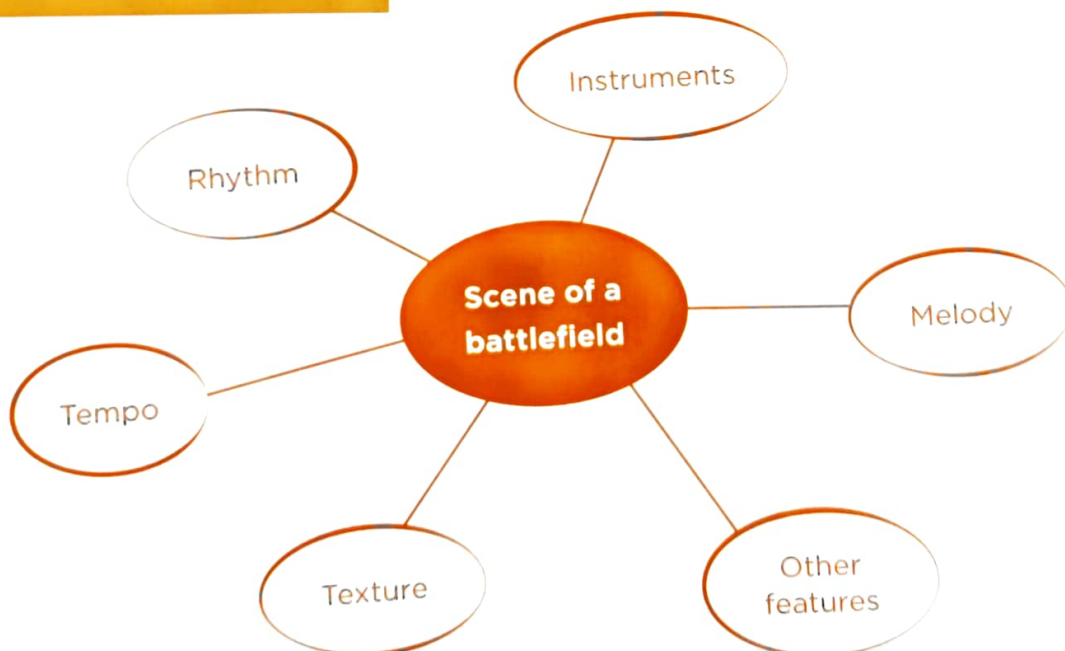 Instruments
Rhythm
Scene of a
battlefield
Melody
Tempo
Texture
Other
features